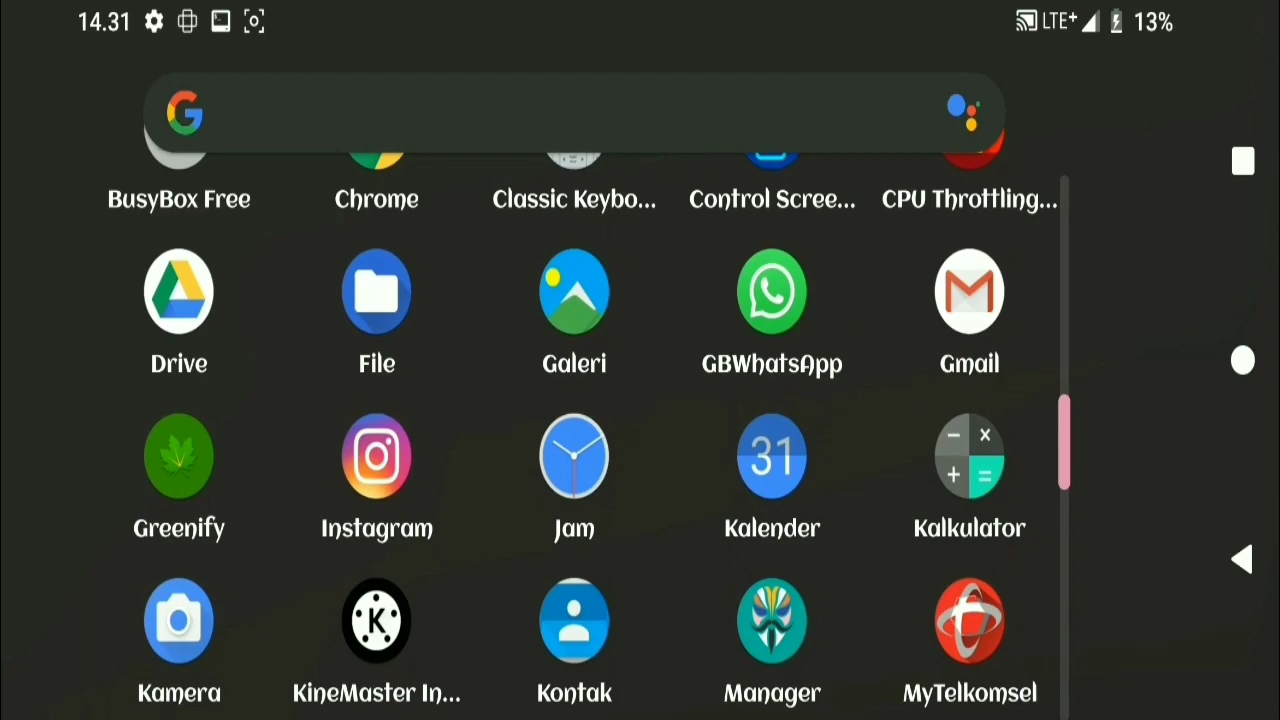 14.31 LTE+ 13%
BusyBox Free Chrome Classic Keybo... Control Scree... CPU Throttling...
Drive File Galeri GBWhatsApp Gmail
31
Greenify Instagram Jam Kalender Kalkulator
K
Kamera KineMaster In... Kontak Manager MyTelkomsel